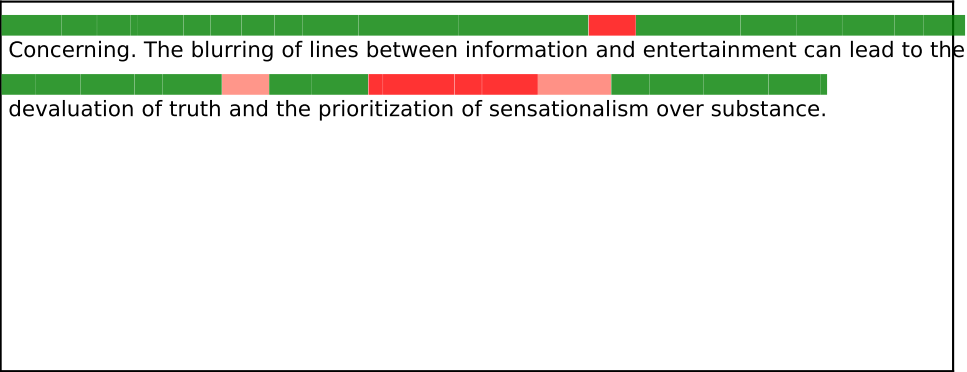 Concerning. The blurring of lines between information and entertainment can lead to the
devaluation of truth and the prioritization of sensationalism over substance.